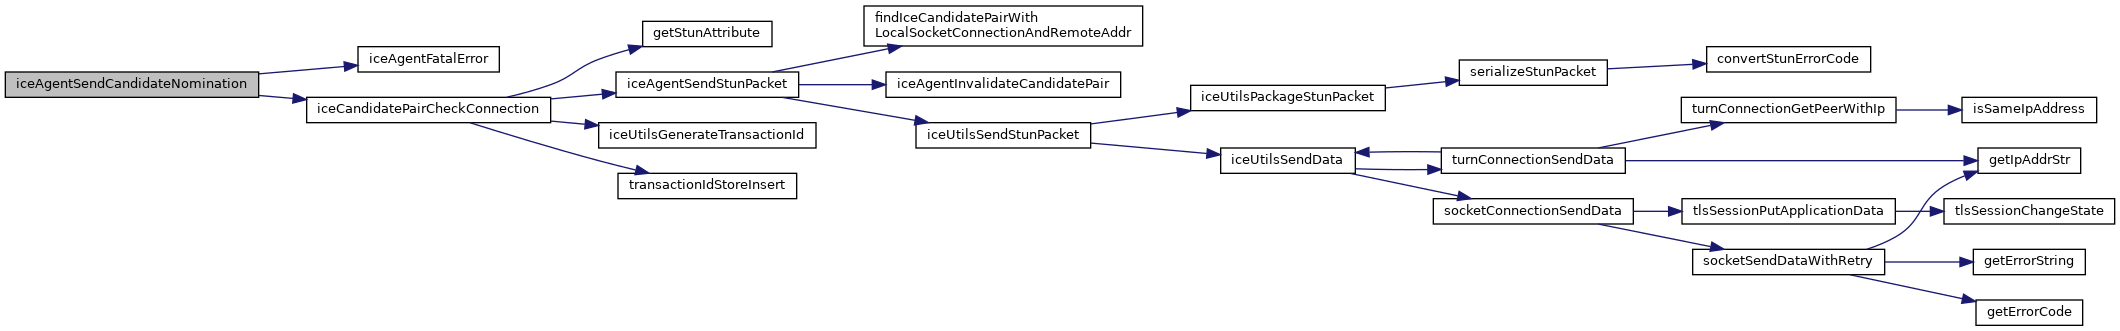 iceAgentSendCandidateNomination
iceAgentFatalError
iceCandidatePairCheckConnection
getStunAttribute
iceAgentSendStunPacket
iceUtilsGenerateTransactionId
transactionIdStoreInsert
findIceCandidatePairWith
LocalSocketConnectionAndRemoteAddr
iceAgentInvalidateCandidatePair
iceUtilsSendStunPacket
iceUtilsPackageStunPacket
iceUtilsSendData
serializeStunPacket
turnConnectionSendData
socketConnectionSendData
convertStunErrorCode
turnConnectionGetPeerWithIp
tlsSessionPutApplicationData
socketSendDataWithRetry
isSameIpAddress
getIpAddrStr
tlsSessionChangeState
getErrorString
getErrorCode